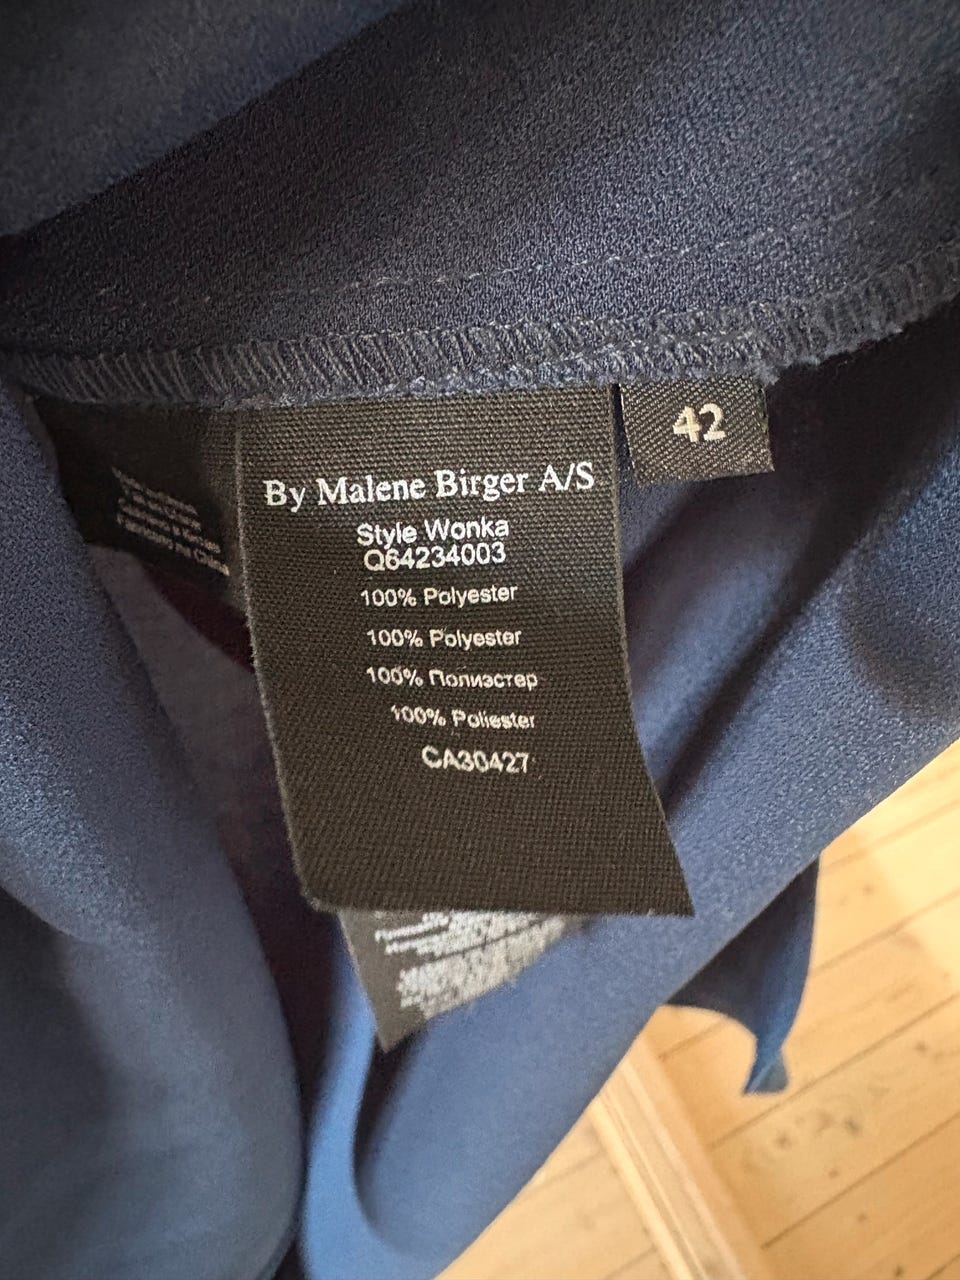 42
By Malene Birger A/S
Style Wonka
Q64234003
100% Polyester
100% Polyester
100% Полиэстер
100% Poliester
CA30427